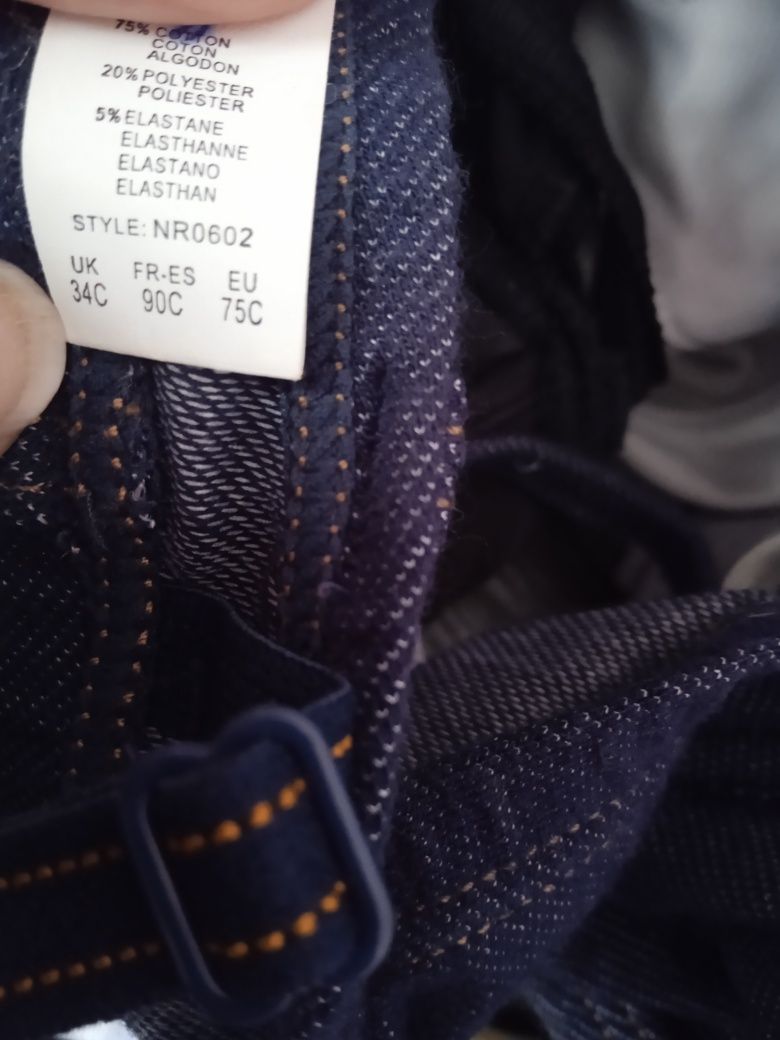 75% COTTON
COTON
ALGODON
20% POLYESTER
POLIESTER
5% ELASTANE
ELASTHANNE
ELASTANO
ELASTHAN
STYLE: NR0602
UK FR-ES EU
34C 90C 75C